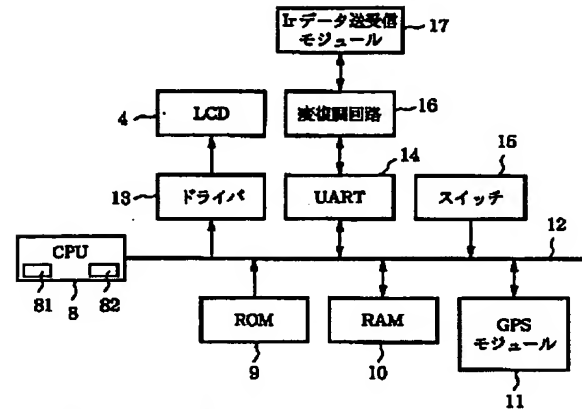 Irデータ送受信
モジュール
17
4
LCD
変復調回路
16
13
ドライバ
14
UART
15
スイッチ
12
CPU
81
8
82
ROM
9
RAM
10
GPS
モジュール
11